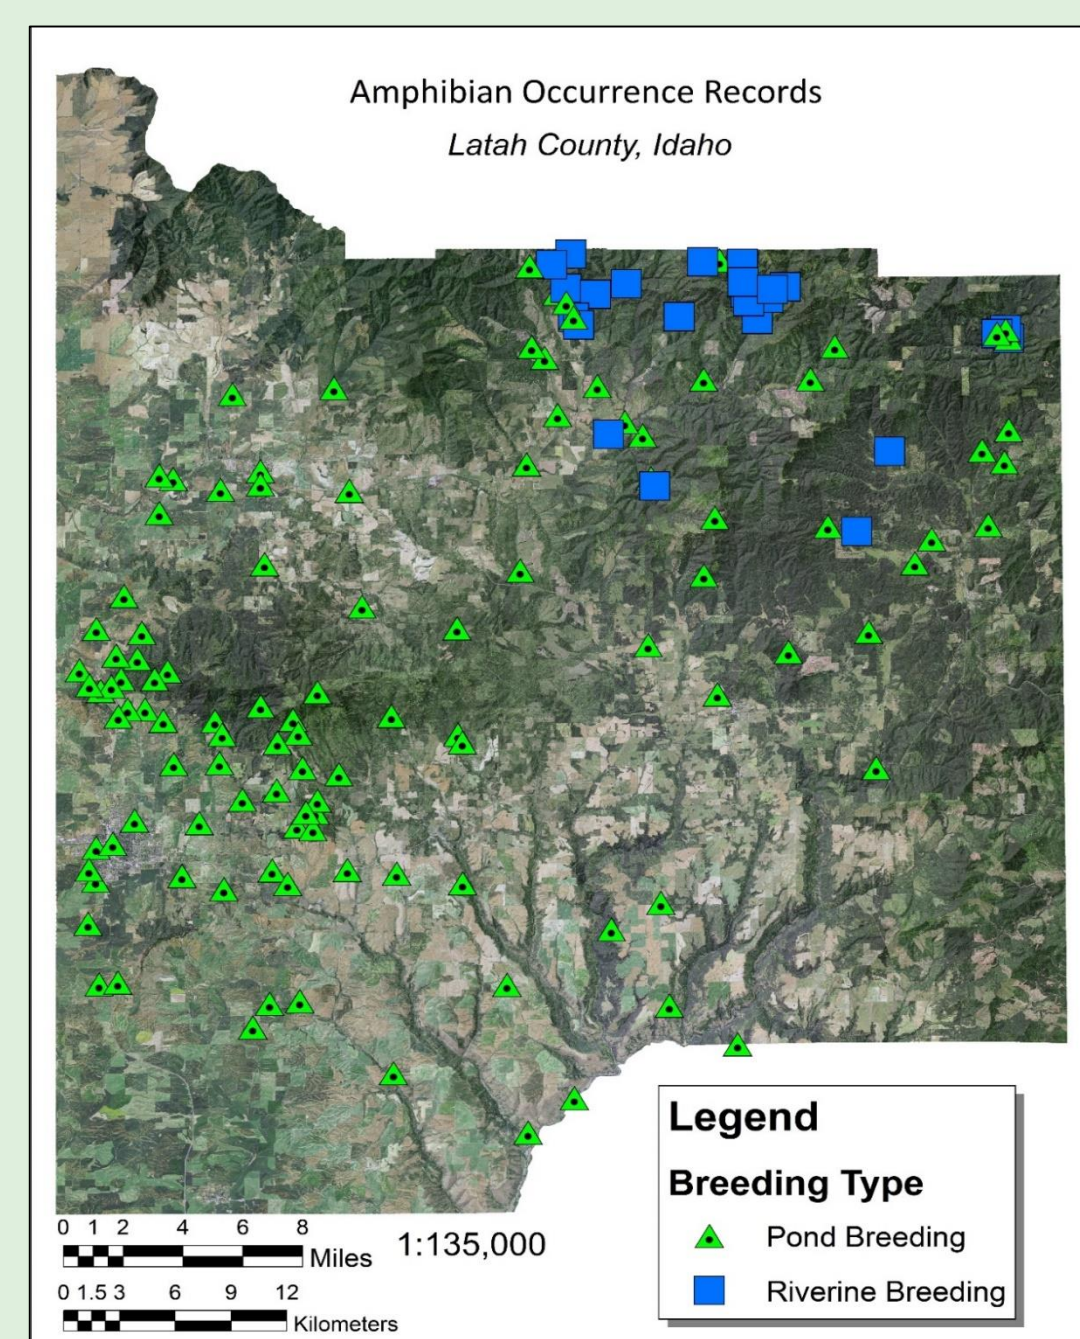 Amphibian Occurrence Records
Latah County, Idaho
Legend
Breeding Type
Pond Breeding
Riverine Breeding
0 1 2 4 6 8
Miles
1:135,000
0 1.5 3 6 9 12
Kilometers